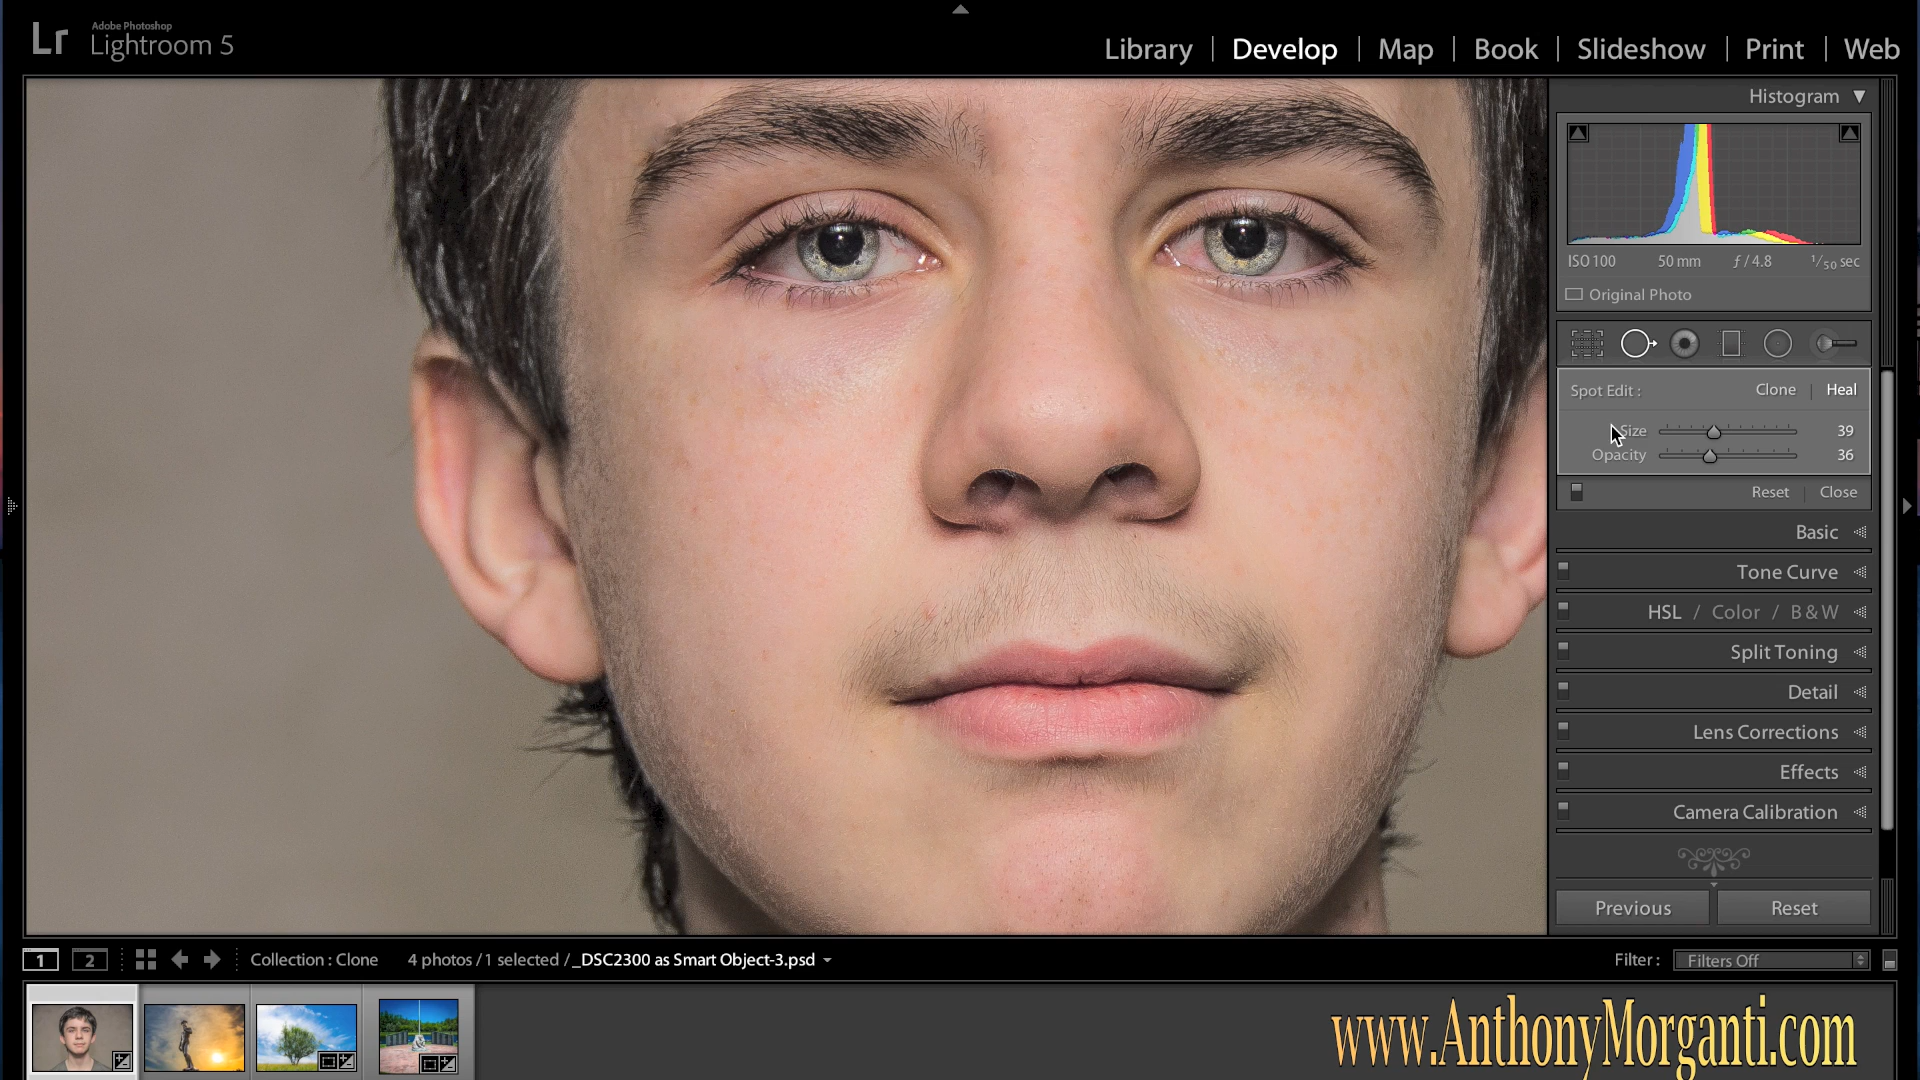 Lr
Adobe Photoshop
Lightroom 5
Library | Develop | Map | Book | Slideshow | Print | Web
Histogram
ISO 100 50 mm ƒ / 4.8 1/50 sec
Original Photo
Spot Edit : Clone | Heal
Size 39
Opacity 36
Reset | Close
Basic
Tone Curve
HSL / Color / B & W
Split Toning
Detail
Lens Corrections
Effects
Camera Calibration
Previous Reset
1 2 Collection : Clone 4 photos / 1 selected / _DSC2300 as Smart Object-3.psd Filter : Filters Off
www.AnthonyMorganti.com